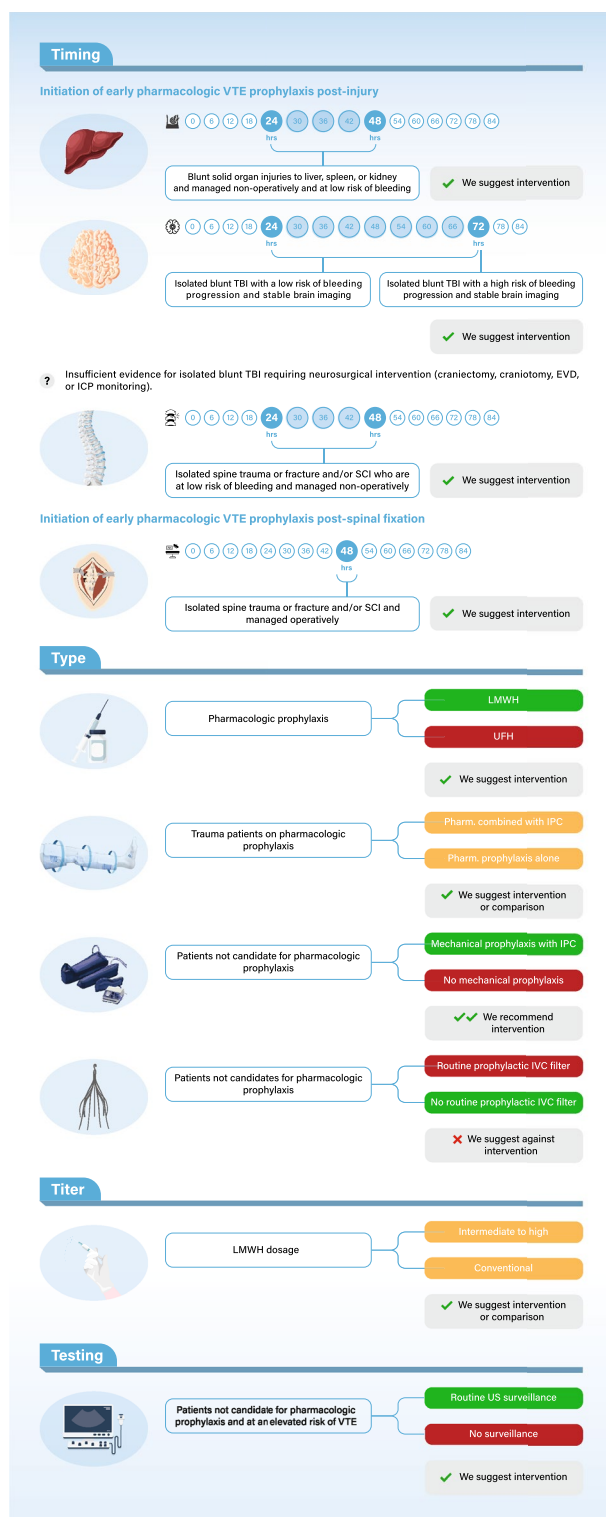 Timing
Initiation of early pharmacologic VTE prophylaxis post-injury
0 6 12 18 24 30 36 42 48 54 60 66 72 78 84
hrs hrs
Blunt solid organ injuries to liver, spleen, or kidney
and managed non-operatively and at low risk of bleeding
We suggest intervention
0 6 12 18 24 30 36 42 48 54 60 66 72 78 84
hrs hrs
Isolated blunt TBI with a low risk of bleeding
progression and stable brain imaging
Isolated blunt TBI with a high risk of bleeding
progression and stable brain imaging
We suggest intervention
? Insufficient evidence for isolated blunt TBI requiring neurosurgical intervention (craniectomy, craniotomy, EVD,
or ICP monitoring).
0 6 12 18 24 30 36 42 48 54 60 66 72 78 84
hrs hrs
Isolated spine trauma or fracture and/or SCI who are
at low risk of bleeding and managed non-operatively
We suggest intervention
Initiation of early pharmacologic VTE prophylaxis post-spinal fixation
0 6 12 18 24 30 36 42 48 54 60 66 72 78 84
hrs
Isolated spine trauma or fracture and/or SCI and
managed operatively
We suggest intervention
Type
Pharmacologic prophylaxis
LMWH
UFH
We suggest intervention
Trauma patients on pharmacologic
prophylaxis
Pharm. combined with IPC
Pharm. prophylaxis alone
We suggest intervention
or comparison
Patients not candidate for pharmacologic
prophylaxis
Mechanical prophylaxis with IPC
No mechanical prophylaxis
We recommend
intervention
Patients not candidates for pharmacologic
prophylaxis
Routine prophylactic IVC filter
No routine prophylactic IVC filter
We suggest against
intervention
Titer
LMWH dosage
Intermediate to high
Conventional
We suggest intervention
or comparison
Testing
Patients not candidate for pharmacologic
prophylaxis and at an elevated risk of VTE
Routine US surveillance
No surveillance
We suggest intervention